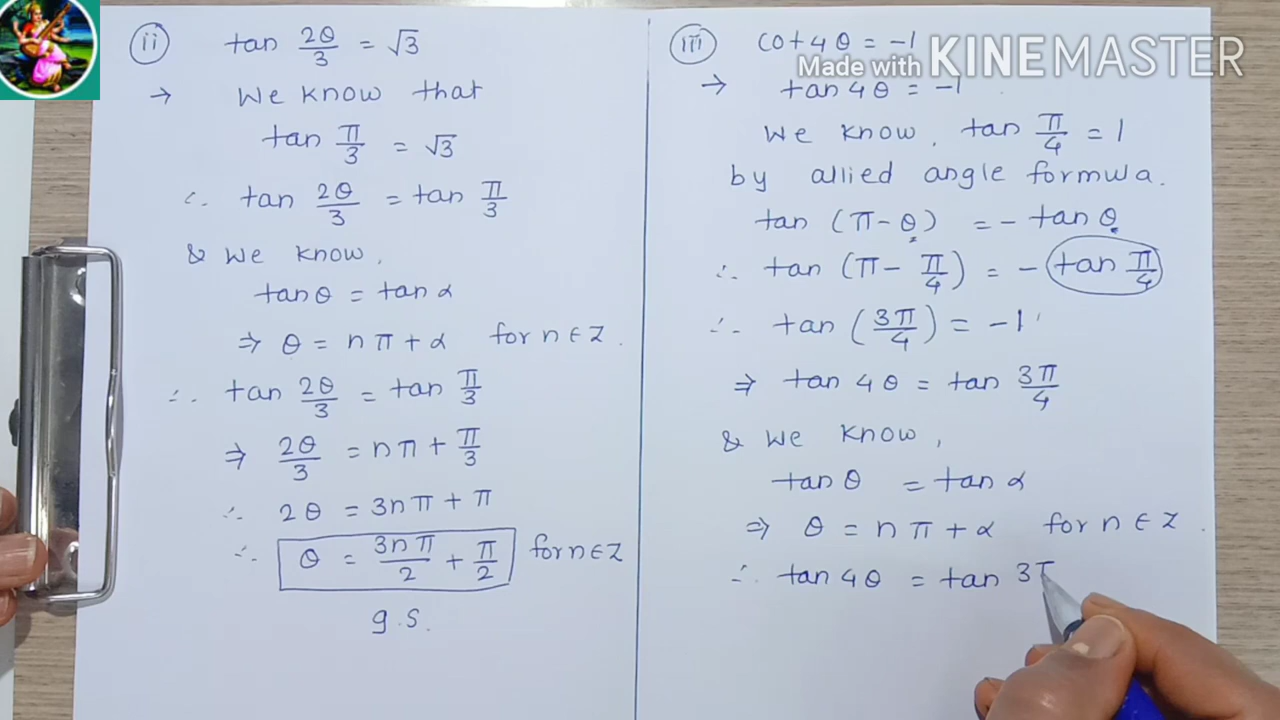 ii tan 2θ/3 = √3
→ We know that
tan π/3 = √3
∴ tan 2θ/3 = tan π/3
& We know,
tanθ = tan α
⇒ θ = nπ + α for n ∈ Z.
∴ tan 2θ/3 = tan π/3
⇒ 2θ/3 = nπ + π/3
∴ 2θ = 3nπ + π
∴ θ = 3nπ/2 + π/2 for n∈Z
g.s.
iii cot 4θ = -1
Made with KINEMASTER
→ tan 4θ = -1
We know, tan π/4 = 1
by allied angle formula.
tan (π - θ) = - tan θ
∴ tan (π - π/4) = - tan π/4
∴ tan (3π/4) = -1
⇒ tan 4θ = tan 3π/4
& We know,
tan θ = tan α
⇒ θ = nπ + α for n ∈ Z.
∴ tan 4θ = tan 3π